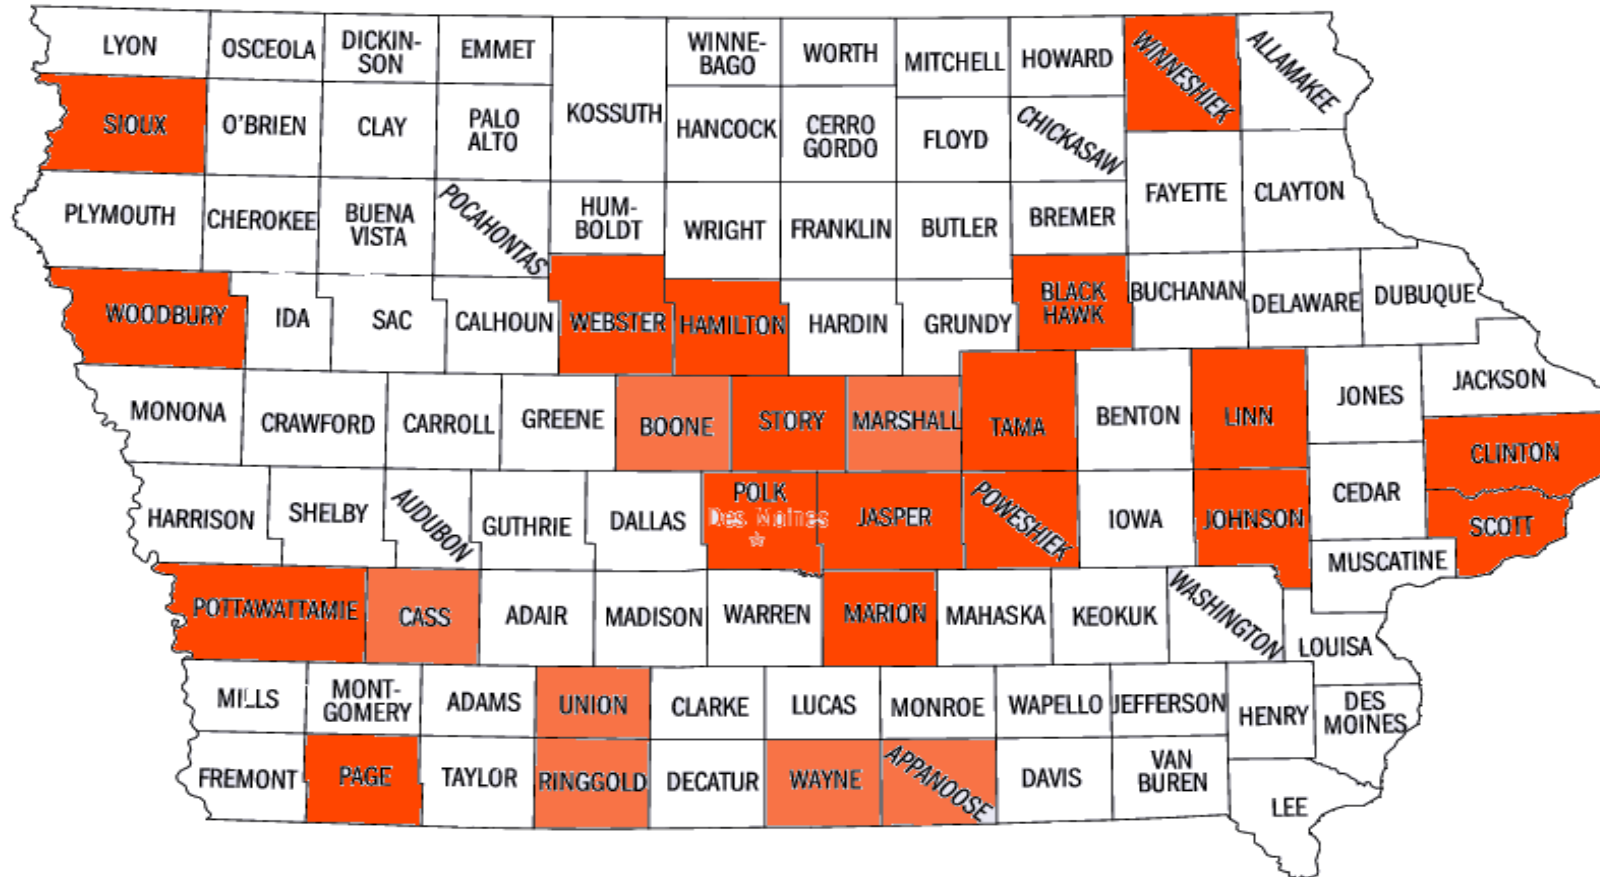 LYON
OSCEOLA
DICKIN-
SON
EMMET
WINNE-
BAGO
WORTH
MITCHELL
HOWARD
WINNESHIEK
ALLAMAKEE
SIOUX
O'BRIEN
CLAY
PALO
ALTO
KOSSUTH
HANCOCK
CERRO
GORDO
FLOYD
CHICKASAW
FAYETTE
CLAYTON
PLYMOUTH
CHEROKEE
BUENA
VISTA
POCAHONTAS
HUM-
BOLDT
WRIGHT
FRANKLIN
BUTLER
BREMER
WOODBURY
IDA
SAC
CALHOUN
WEBSTER
HAMILTON
HARDIN
GRUNDY
BLACK
HAWK
BUCHANAN
DELAWARE
DUBUQUE
MONONA
CRAWFORD
CARROLL
GREENE
BOONE
STORY
MARSHALL
TAMA
BENTON
LINN
JONES
JACKSON
CLINTON
HARRISON
SHELBY
AUDUBON
GUTHRIE
DALLAS
POLK
Des Moines
JASPER
POWESHIEK
IOWA
JOHNSON
CEDAR
SCOTT
MUSCATINE
POTTAWATTAMIE
CASS
ADAIR
MADISON
WARREN
MARION
MAHASKA
KEOKUK
WASHINGTON
LOUISA
MILLS
MONT-
GOMERY
ADAMS
UNION
CLARKE
LUCAS
MONROE
WAPELLO
JEFFERSON
HENRY
DES
MOINES
FREMONT
PAGE
TAYLOR
RINGGOLD
DECATUR
WAYNE
APPANOOSE
DAVIS
VAN
BUREN
LEE